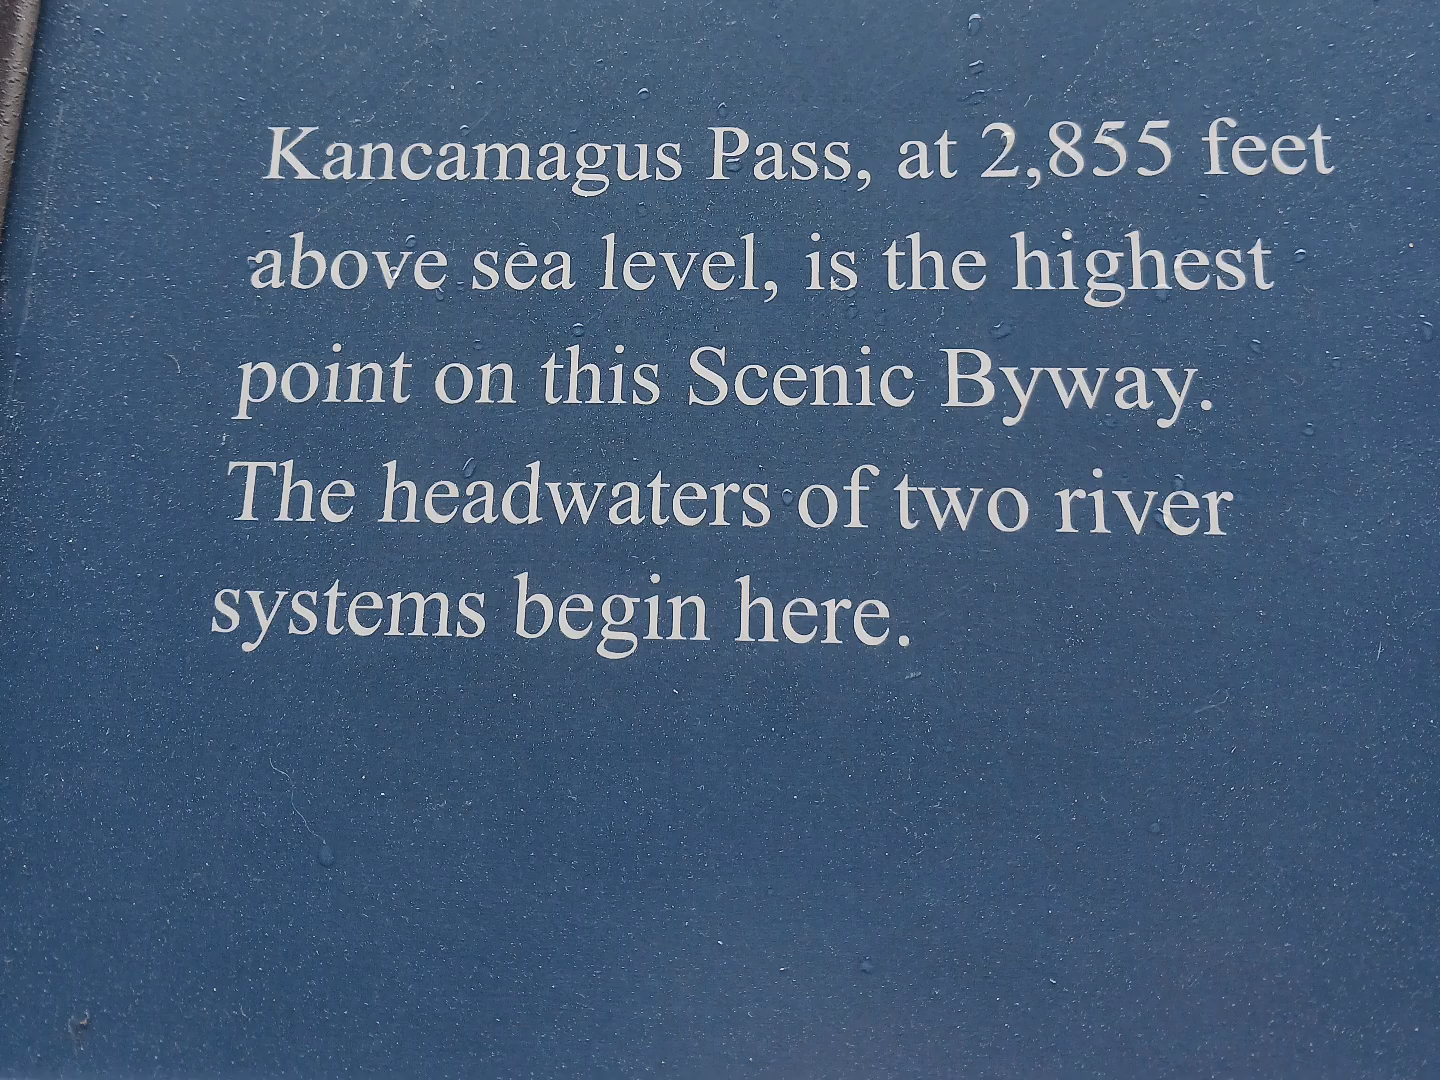 Kancamagus Pass, at 2,855 feet
above sea level, is the highest
point on this Scenic Byway.
The headwaters of two river
systems begin here.